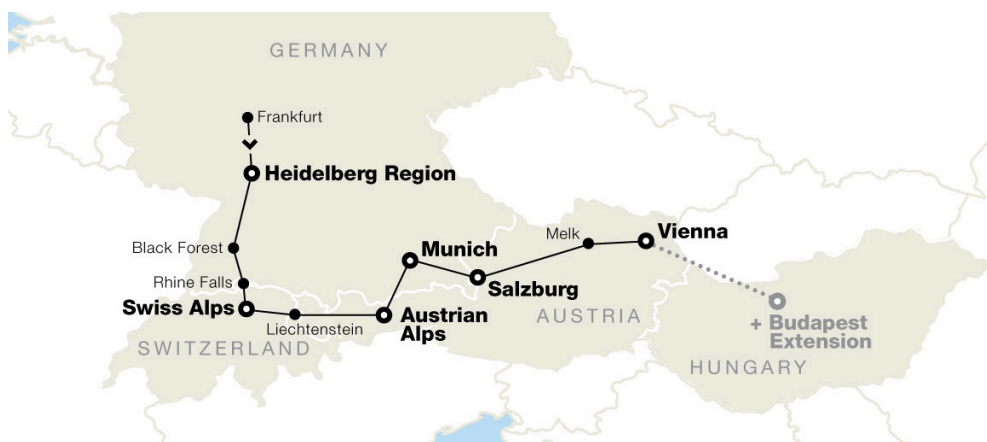 GERMANY
Frankfurt
Heidelberg Region
Black Forest
Munich
Melk
Vienna
Rhine Falls
Swiss Alps
Salzburg
Liechtenstein
Austrian
Alps
AUSTRIA
+ Budapest
Extension
SWITZERLAND
HUNGARY